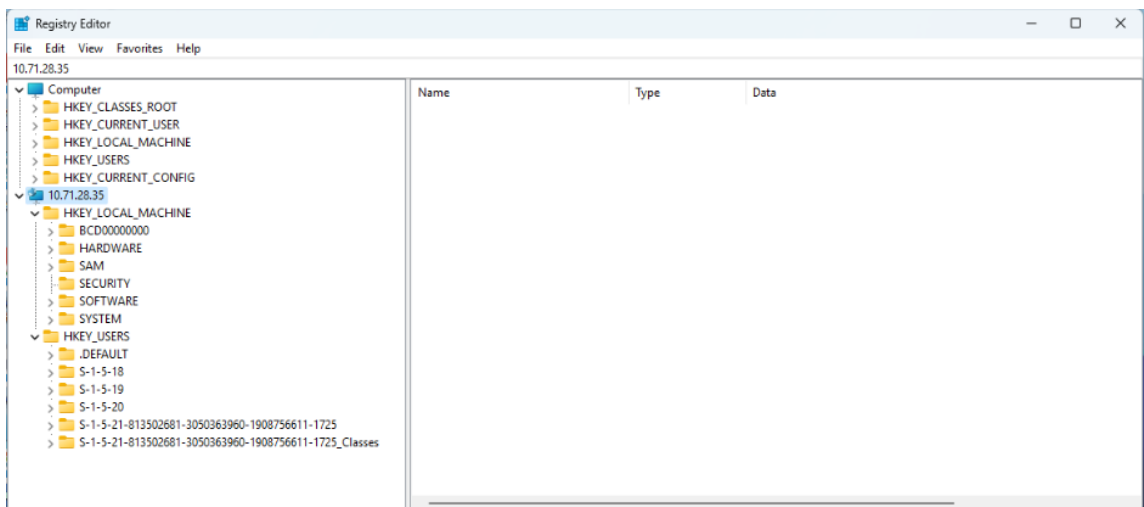 Registry Editor
File Edit View Favorites Help
10.71.28.35
Computer
HKEY_CLASSES_ROOT
HKEY_CURRENT_USER
HKEY_LOCAL_MACHINE
HKEY_USERS
HKEY_CURRENT_CONFIG
10.71.28.35
HKEY_LOCAL_MACHINE
BCD00000000
HARDWARE
SAM
SECURITY
SOFTWARE
SYSTEM
HKEY_USERS
.DEFAULT
S-1-5-18
S-1-5-19
S-1-5-20
S-1-5-21-813502681-3050363960-1908756611-1725
S-1-5-21-813502681-3050363960-1908756611-1725_Classes
Name Type Data